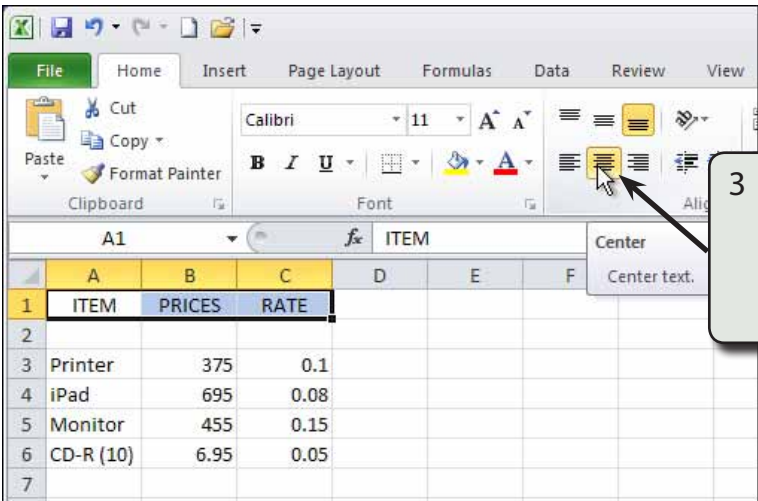 File Home Insert Page Layout Formulas Data Review View
Cut
Copy
Format Painter
Paste
Calibri 11 A A
B I U A
Clipboard Font
3
A1 fx ITEM
Center
Center text.
A B C D E F
1 ITEM PRICES RATE
2
3 Printer 375 0.1
4 iPad 695 0.08
5 Monitor 455 0.15
6 CD-R (10) 6.95 0.05
7